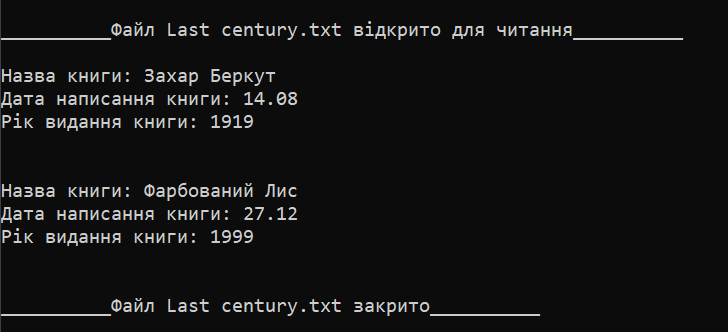 __________Файл Last century.txt відкрито для читання__________
Назва книги: Захар Беркут
Дата написання книги: 14.08
Рік видання книги: 1919
Назва книги: Фарбований Лис
Дата написання книги: 27.12
Рік видання книги: 1999
__________Файл Last century.txt закрито__________